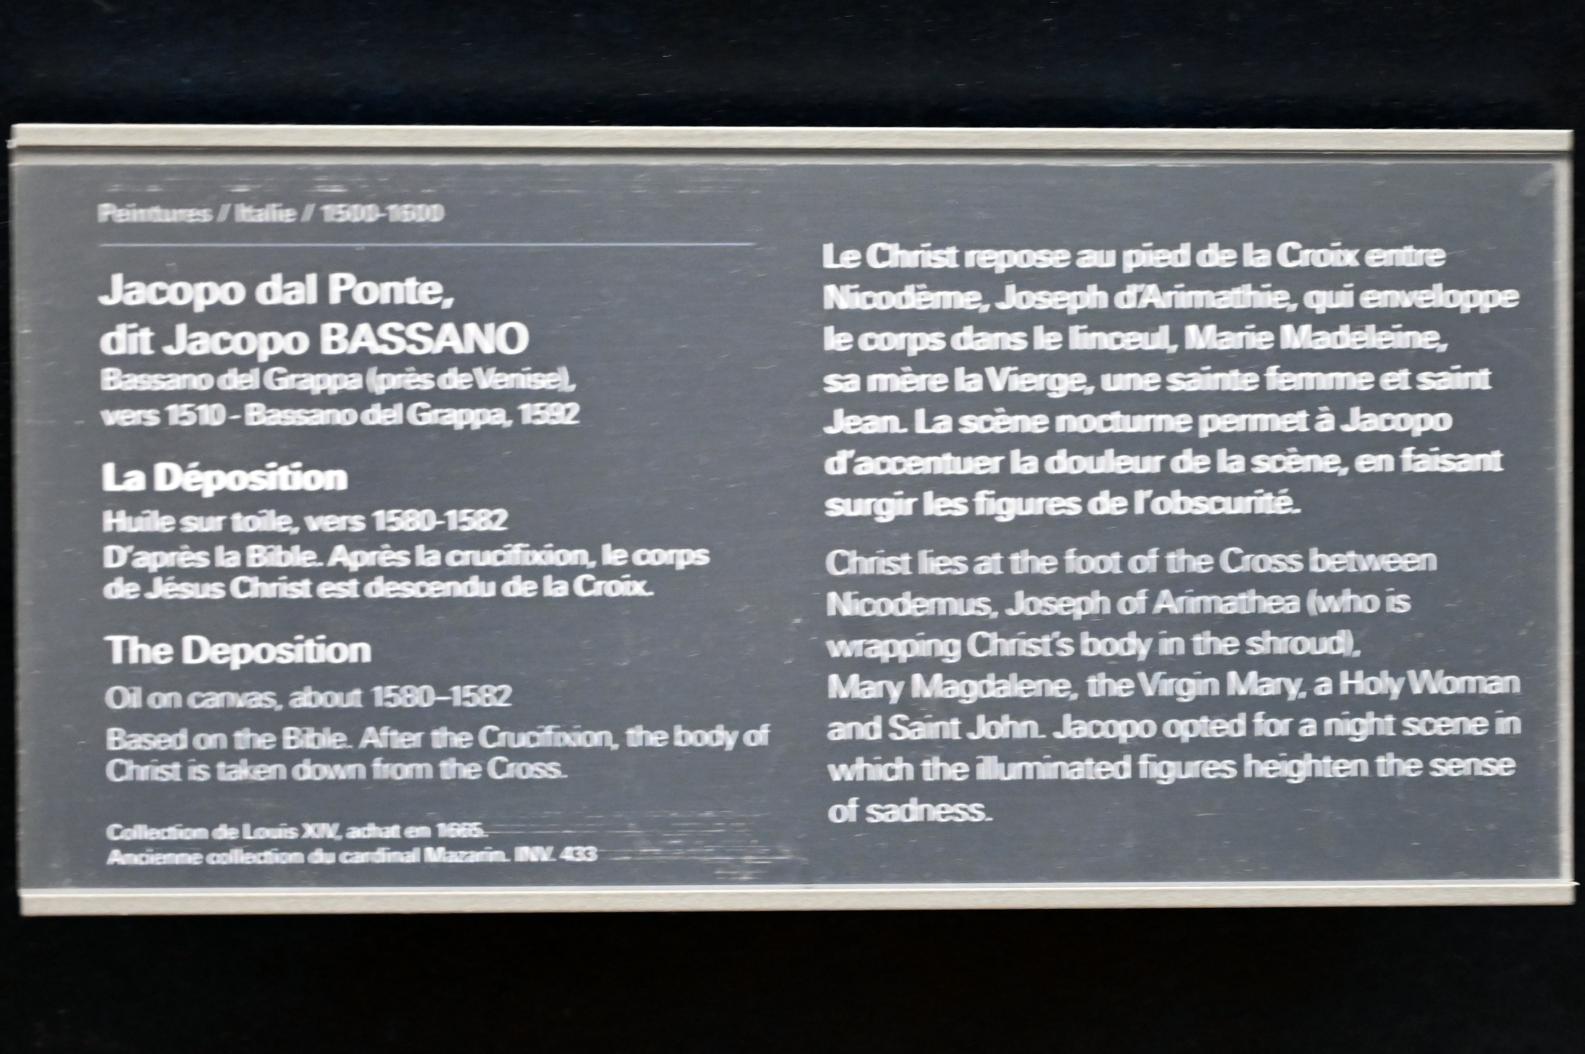 Peintures // Italie // 1500-1600
Jacopo dal Ponte,
dit Jacopo BASSANO
Bassano del Grappa (près de Venise),
vers 1510 - Bassano del Grappa, 1592
La Déposition
Huile sur toile, vers 1580-1582
D'après la Bible. Après la crucifixion, le corps
de Jésus Christ est descendu de la Croix.
The Deposition
Oil on canvas, about 1580–1582
Based on the Bible. After the Crucifixion, the body of
Christ is taken down from the Cross.
Collection de Louis XIV, achat en 1665.
Ancienne collection du cardinal Mazarin. INV. 433
Le Christ repose au pied de la Croix entre
Nicodème, Joseph d'Arimathie, qui enveloppe
le corps dans le linceul, Marie Madeleine,
sa mère la Vierge, une sainte femme et saint
Jean. La scène nocturne permet à Jacopo
d'accentuer la douleur de la scène, en faisant
surgir les figures de l'obscurité.
Christ lies at the foot of the Cross between
Nicodemus, Joseph of Arimathea (who is
wrapping Christ's body in the shroud),
Mary Magdalene, the Virgin Mary, a Holy Woman
and Saint John. Jacopo opted for a night scene in
which the illuminated figures heighten the sense
of sadness.